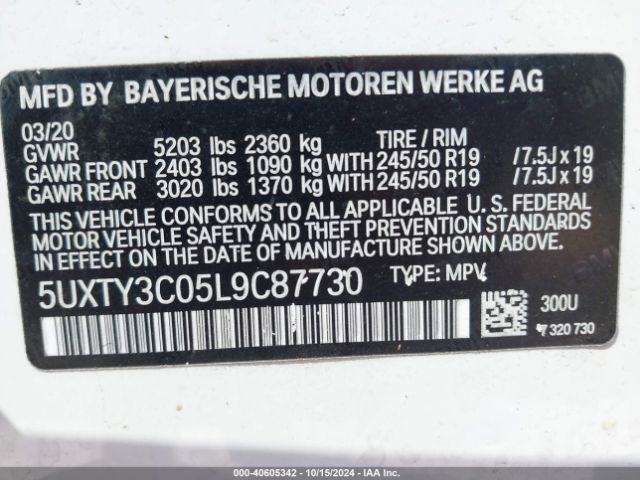 MFD BY BAYERISCHE MOTOREN WERKE AG
03/20
GVWR 5203 lbs 2360 kg TIRE / RIM
GAWR FRONT 2403 lbs 1090 kg WITH 245/50 R19 /7.5J x 19
GAWR REAR 3020 lbs 1370 kg WITH 245/50 R19 /7.5J x 19
THIS VEHICLE CONFORMS TO ALL APPLICABLE U. S. FEDERAL
MOTOR VEHICLE SAFETY AND THEFT PREVENTION STANDARDS
IN EFFECT ON THE DATE OF MANUFACTURE SHOWN ABOVE.
5UXTY3C05L9C87730 TYPE: MPV
300U
7 320 730
000-40605342 | 10/15/2024 | IAAI.COM